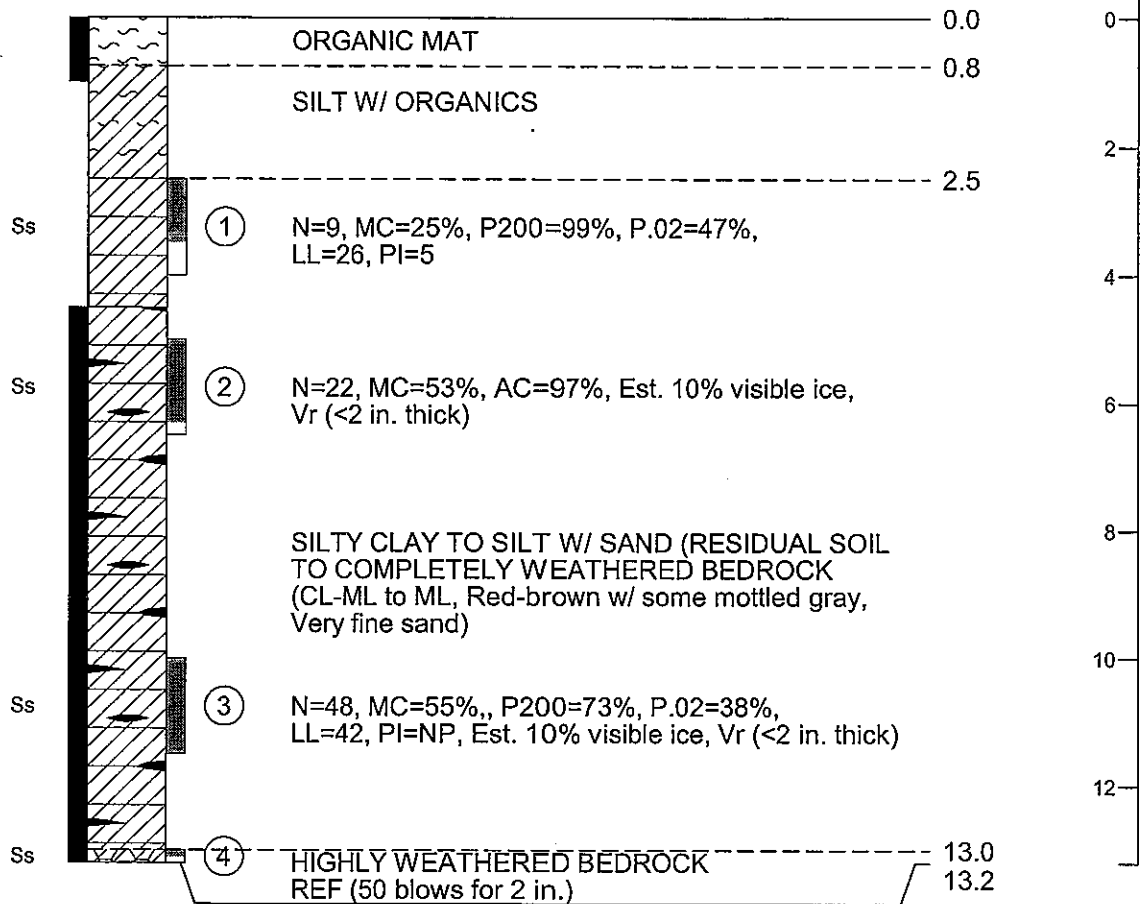 0.0
0
ORGANIC MAT
0.8
SILT W/ ORGANICS
2
2.5
Ss
1
N=9, MC=25%, P200=99%, P.02=47%,
LL=26, PI=5
4
Ss
2
N=22, MC=53%, AC=97%, Est. 10% visible ice,
Vr (<2 in. thick)
6
8
SILTY CLAY TO SILT W/ SAND (RESIDUAL SOIL
TO COMPLETELY WEATHERED BEDROCK
(CL-ML to ML, Red-brown w/ some mottled gray,
Very fine sand)
10
Ss
3
N=48, MC=55%,, P200=73%, P.02=38%,
LL=42, PI=NP, Est. 10% visible ice, Vr (<2 in. thick)
12
Ss
4
13.0
HIGHLY WEATHERED BEDROCK
13.2
REF (50 blows for 2 in.)